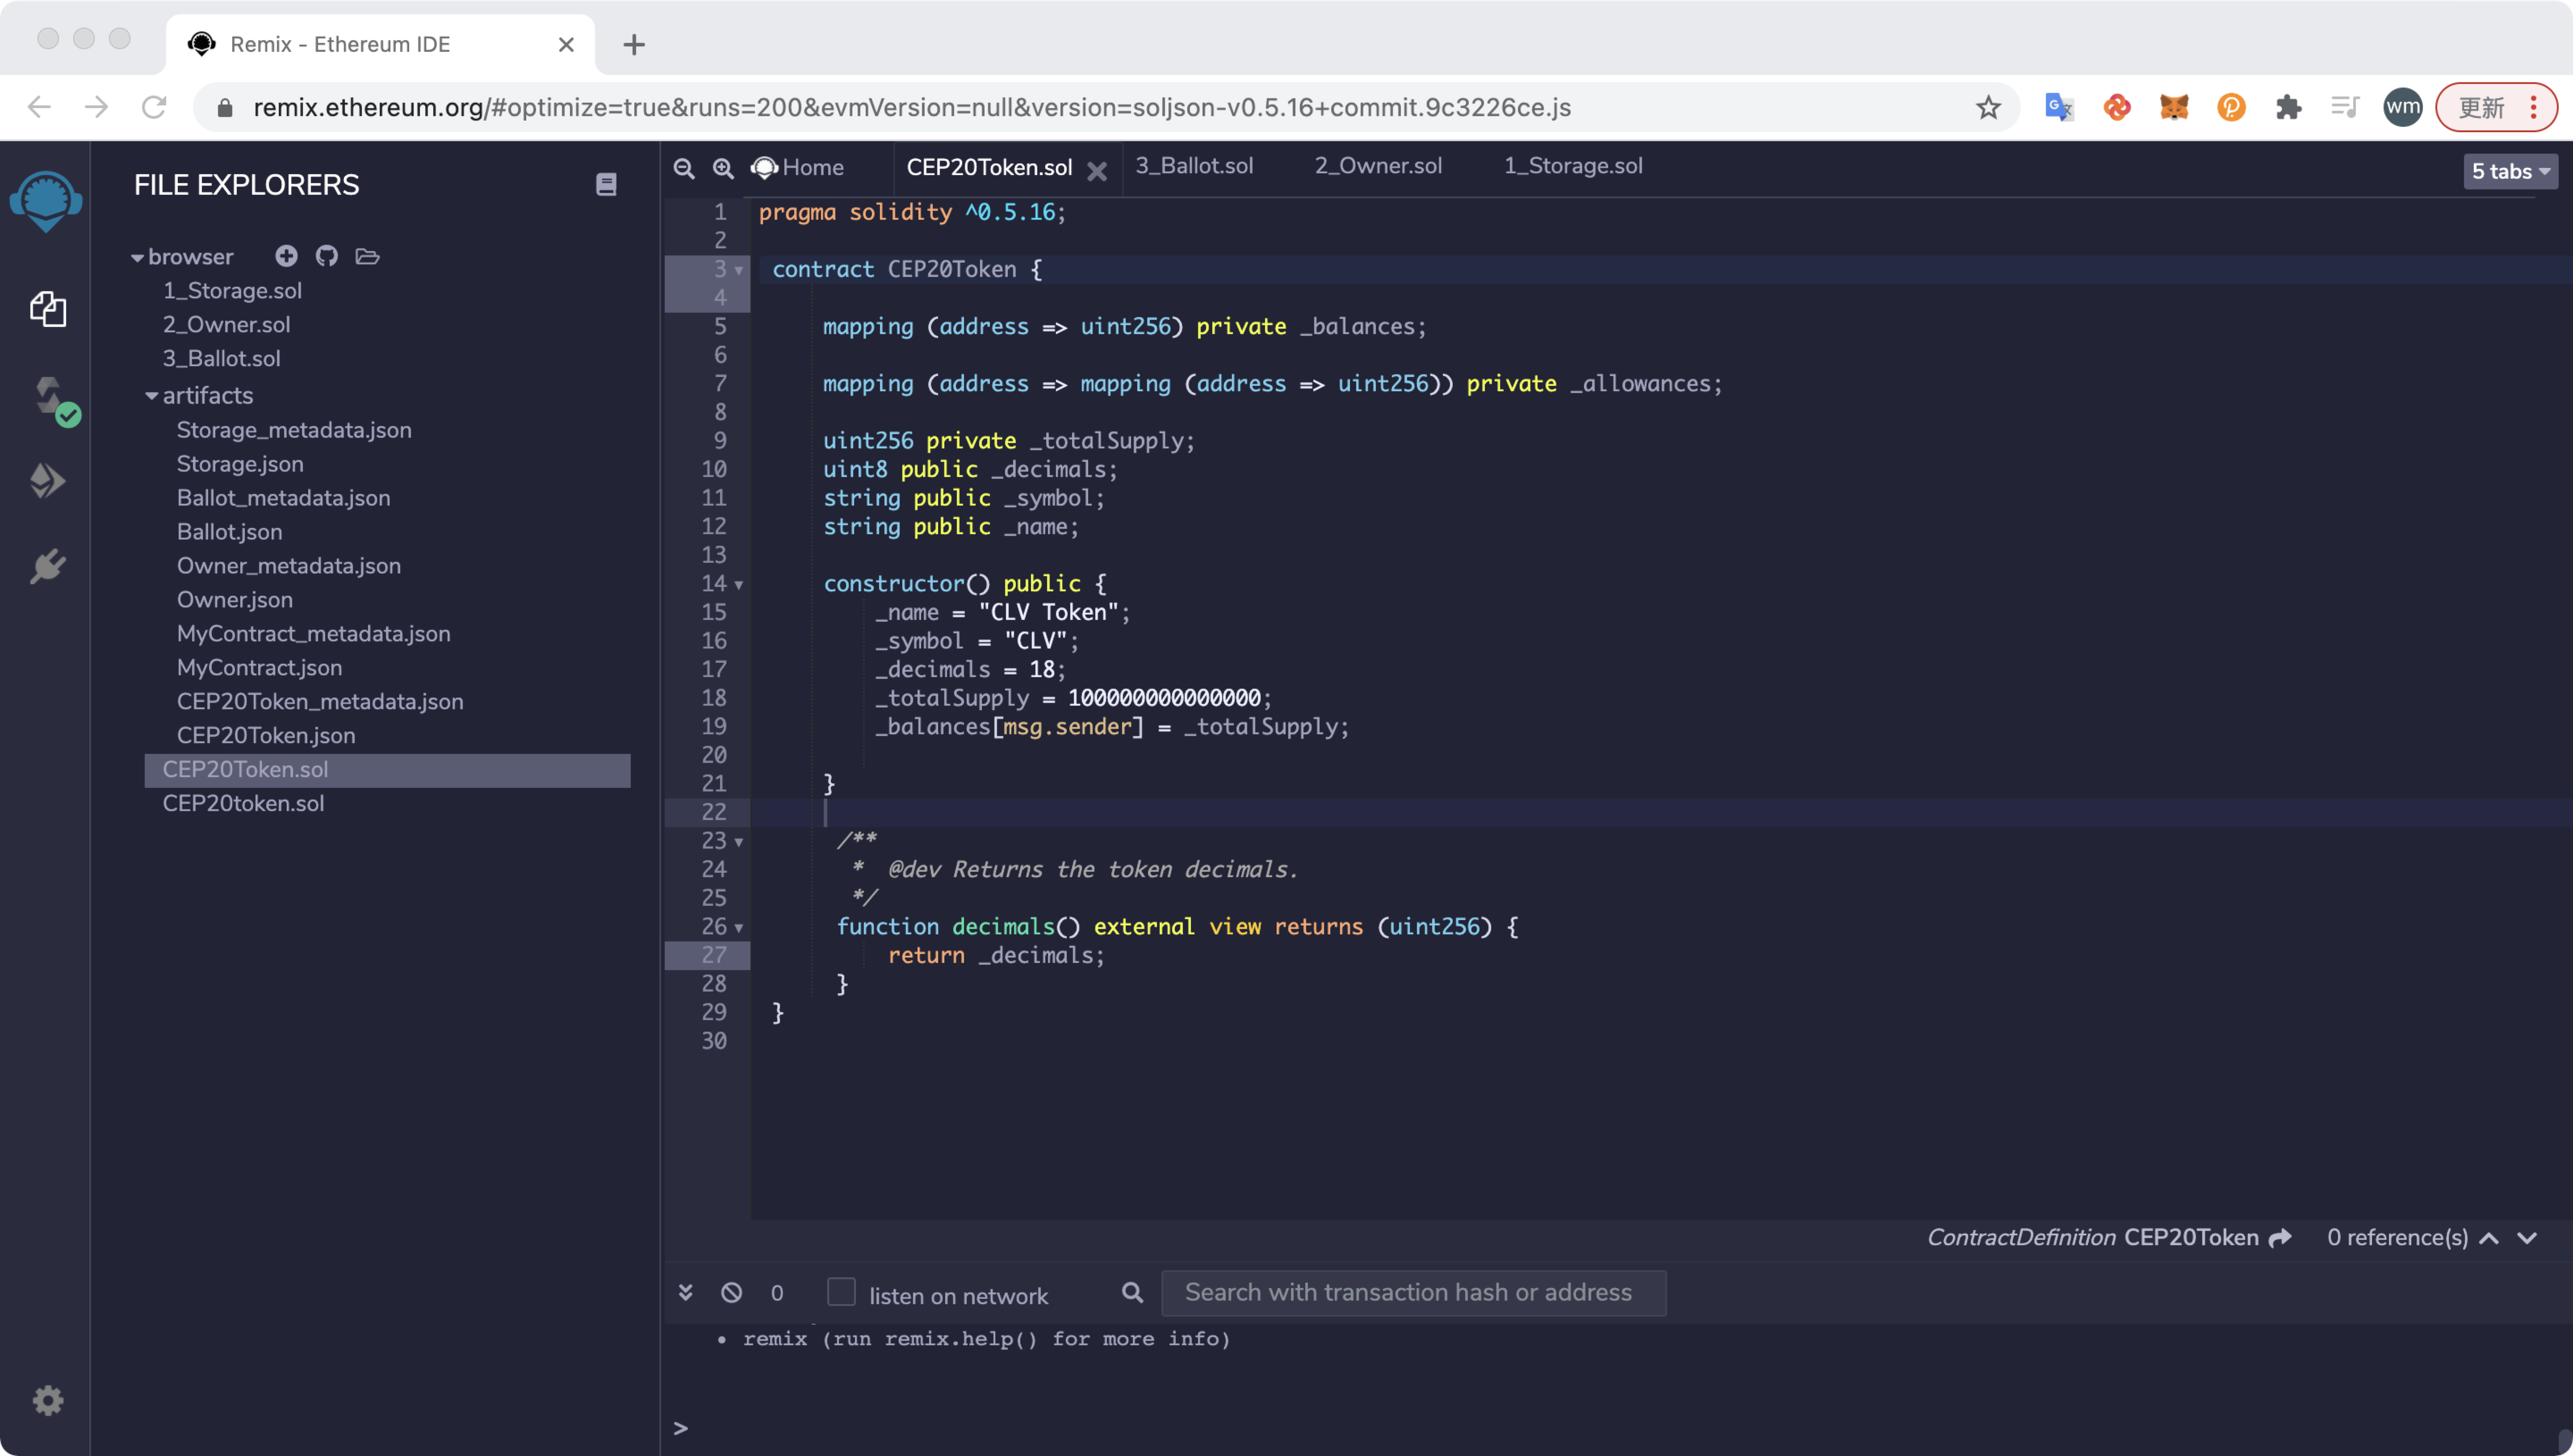 Remix - Ethereum IDE
remix.ethereum.org/#optimize=true&runs=200&evmVersion=null&version=soljson-v0.5.16+commit.9c3226ce.js
wm
更新
FILE EXPLORERS
browser
1_Storage.sol
2_Owner.sol
3_Ballot.sol
artifacts
Storage_metadata.json
Storage.json
Ballot_metadata.json
Ballot.json
Owner_metadata.json
Owner.json
MyContract_metadata.json
MyContract.json
CEP20Token_metadata.json
CEP20Token.json
CEP20Token.sol
CEP20token.sol
Home CEP20Token.sol 3_Ballot.sol 2_Owner.sol 1_Storage.sol 5 tabs
1 pragma solidity ^0.5.16;
2
3 contract CEP20Token {
4
5 mapping (address => uint256) private _balances;
6
7 mapping (address => mapping (address => uint256)) private _allowances;
8
9 uint256 private _totalSupply;
10 uint8 public _decimals;
11 string public _symbol;
12 string public _name;
13
14 constructor() public {
15 _name = "CLV Token";
16 _symbol = "CLV";
17 _decimals = 18;
18 _totalSupply = 100000000000000;
19 _balances[msg.sender] = _totalSupply;
20
21 }
22
23 /**
24 * @dev Returns the token decimals.
25 */
26 function decimals() external view returns (uint256) {
27 return _decimals;
28 }
29 }
30
ContractDefinition CEP20Token 0 reference(s)
0 listen on network Search with transaction hash or address
• remix (run remix.help() for more info)
>